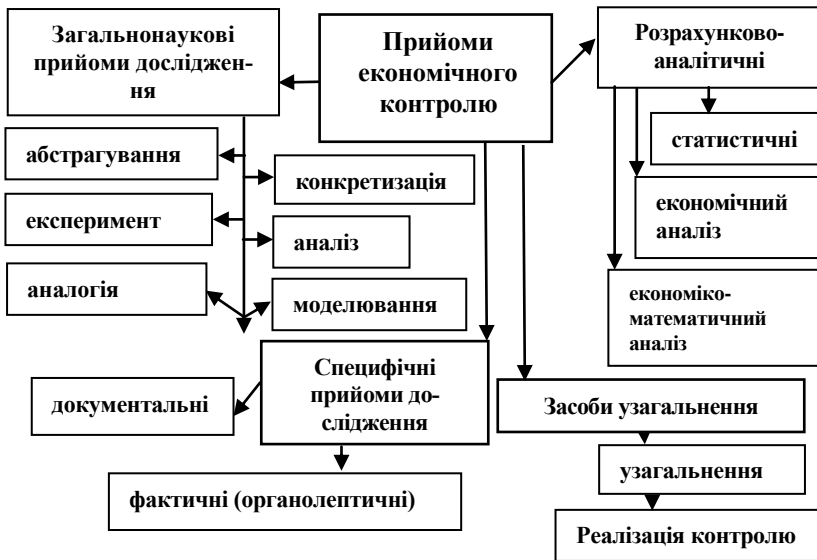 Загальнонаукові
прийоми дослідження-
ня
Прийоми
економічного
контролю
Розрахунково-
аналітичні
абстрагування
статистичні
конкретизація
експеримент
економічний
аналіз
аналіз
аналогія
моделювання
економіко-
математичний
аналіз
Специфічні
прийоми до-
слідження
документальні
Засоби узагальнення
узагальнення
фактичні (органолептичні)
Реалізація контролю